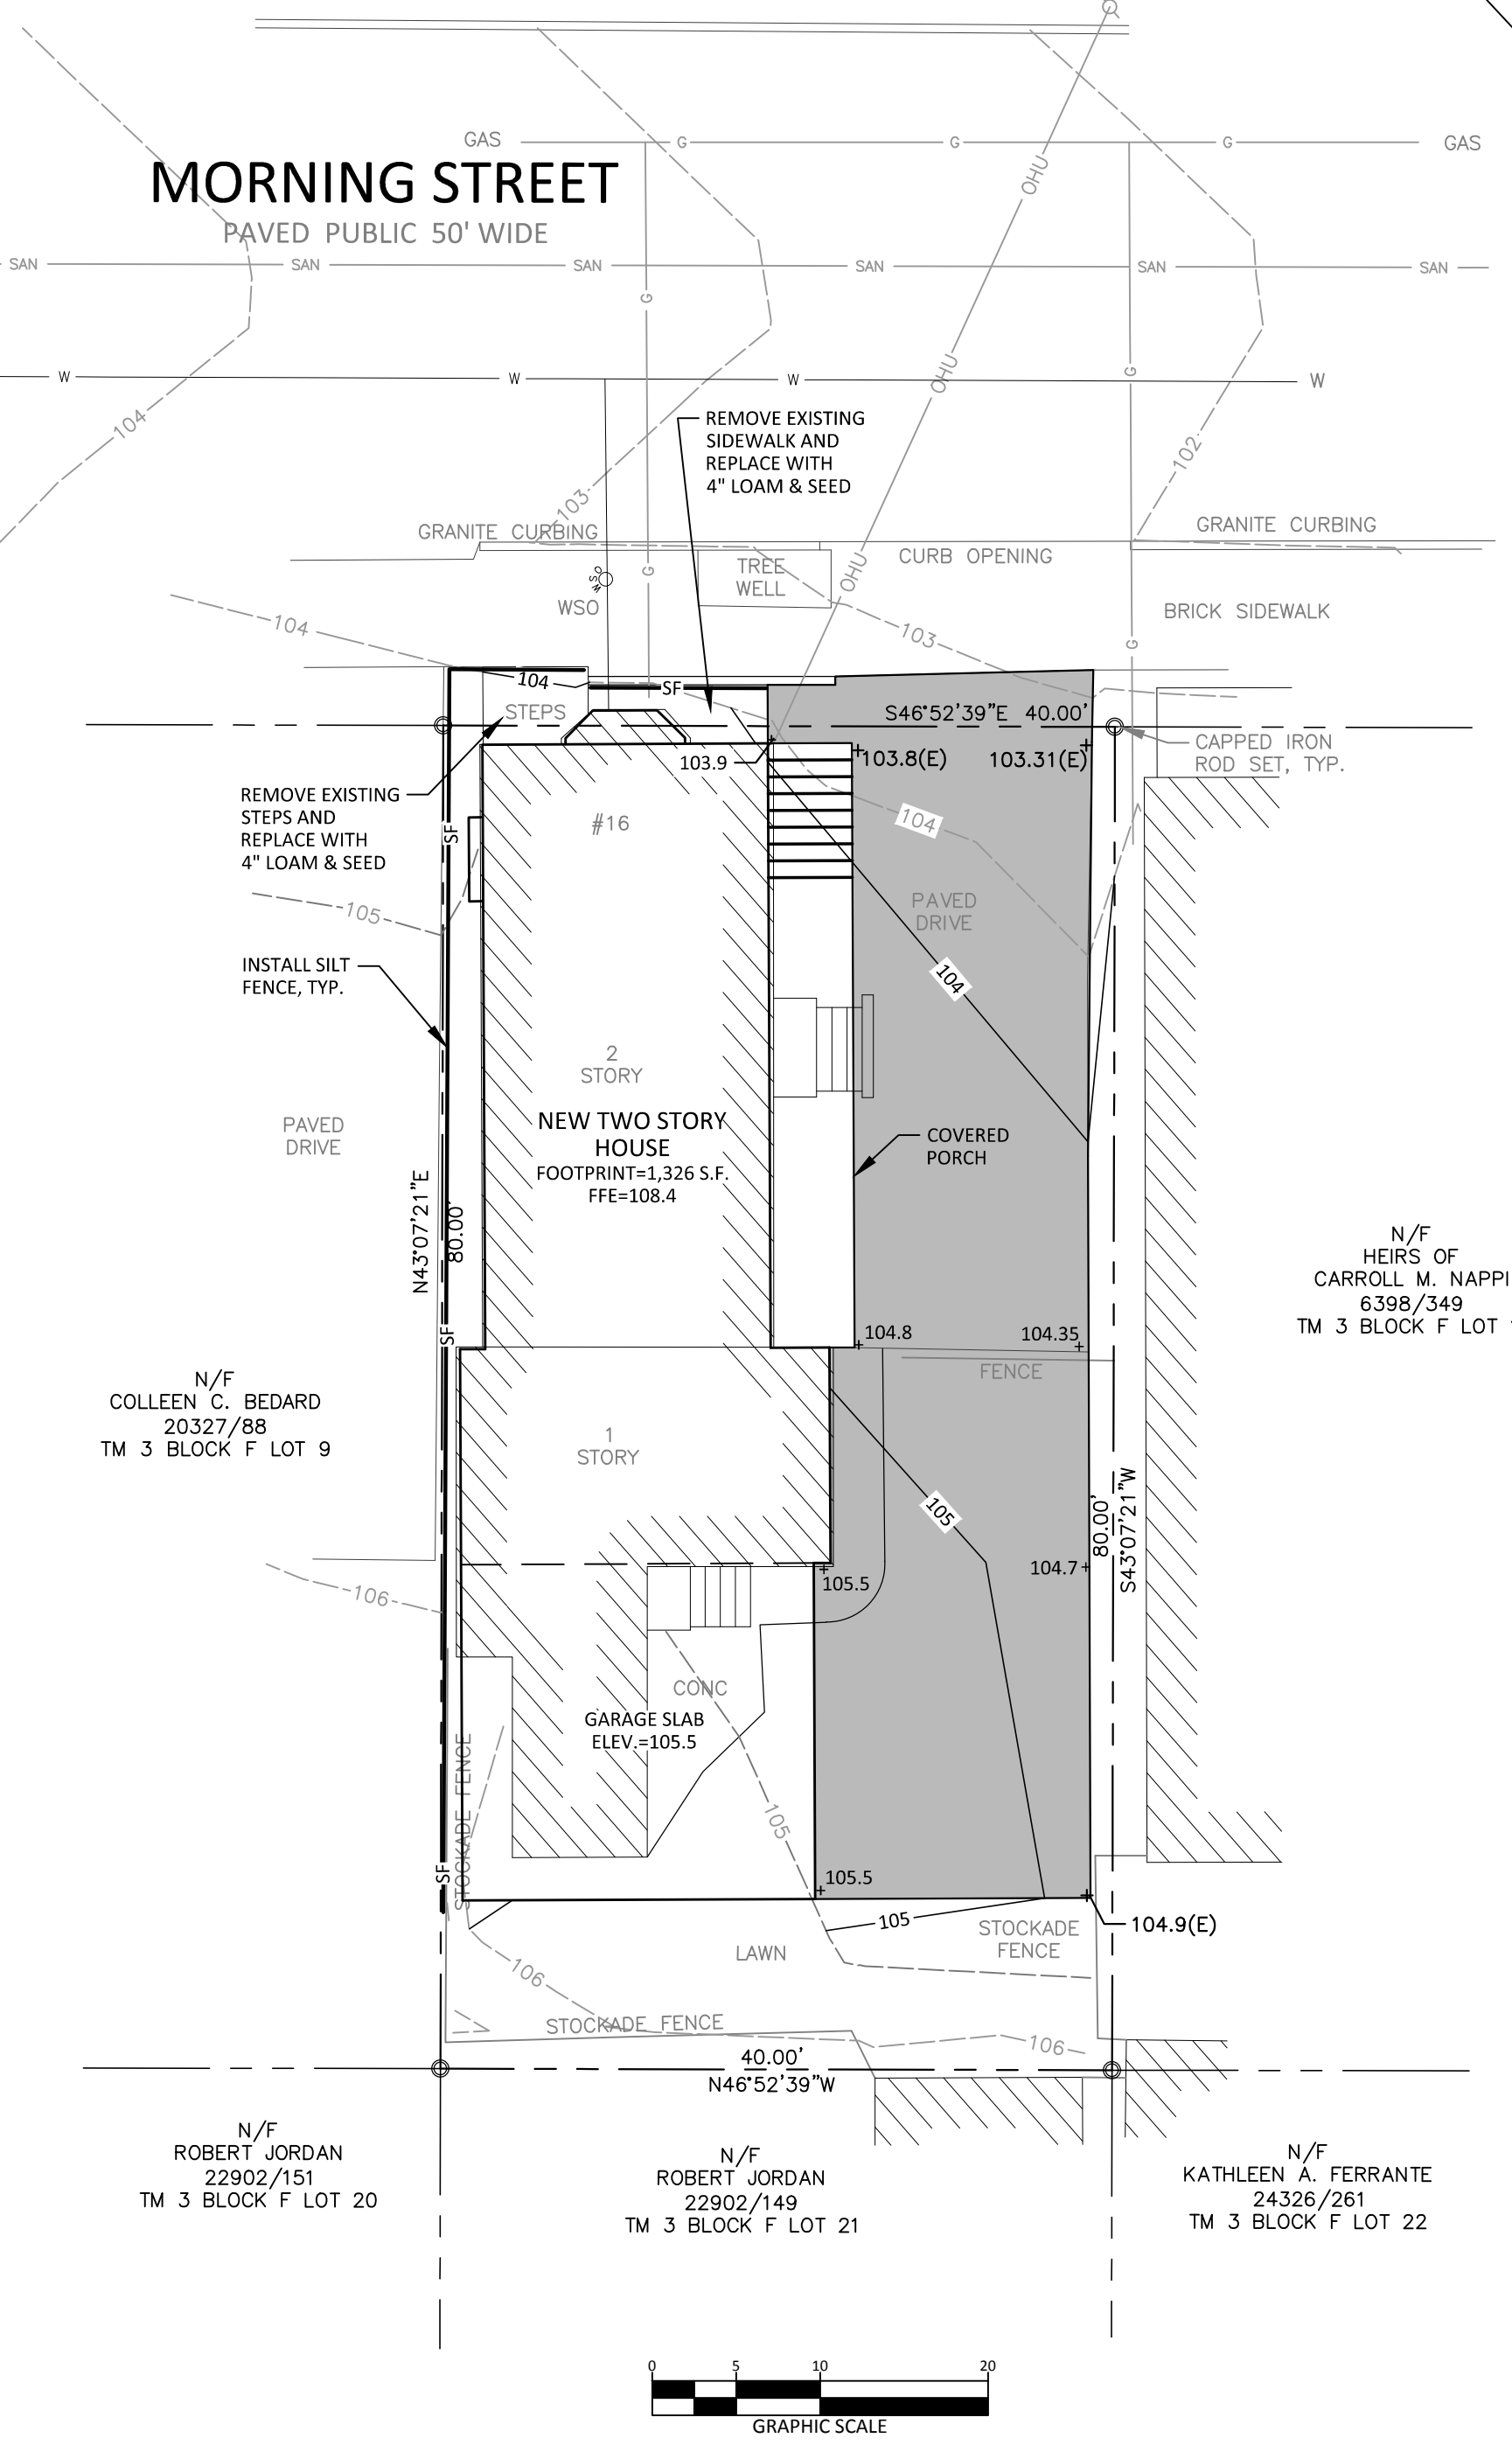 GAS
G
G
G
GAS
MORNING STREET
PAVED PUBLIC 50' WIDE
OHU
SAN
SAN
SAN
SAN
SAN
SAN
G
OHU
G
W
W
W
W
104
REMOVE EXISTING
SIDEWALK AND
REPLACE WITH
4" LOAM & SEED
102
103
GRANITE CURBING
GRANITE CURBING
CURB OPENING
TREE
WELL
OHU
G
WSO
WSO
BRICK SIDEWALK
104
103
G
104
SF
STEPS
S46°52'39"E 40.00'
CAPPED IRON
ROD SET, TYP.
103.9
103.8(E)
103.31(E)
REMOVE EXISTING
STEPS AND
REPLACE WITH
4" LOAM & SEED
SF
#16
104
105
PAVED
DRIVE
INSTALL SILT
FENCE, TYP.
104
2
STORY
NEW TWO STORY
HOUSE
FOOTPRINT=1,326 S.F.
FFE=108.4
PAVED
DRIVE
COVERED
PORCH
N43°07'21"E
80.00'
N/F
HEIRS OF
CARROLL M. NAPPI
6398/349
TM 3 BLOCK F LOT
SF
104.8
104.35
FENCE
N/F
COLLEEN C. BEDARD
20327/88
TM 3 BLOCK F LOT 9
1
STORY
105
80.00'
S43°07'21"W
104.7
105.5
106
CONC
GARAGE SLAB
ELEV.=105.5
STOCKADE FENCE
105
SF
105.5
105
104.9(E)
STOCKADE
FENCE
LAWN
106
STOCKADE FENCE
106
40.00'
N46°52'39"W
N/F
ROBERT JORDAN
22902/151
TM 3 BLOCK F LOT 20
N/F
ROBERT JORDAN
22902/149
TM 3 BLOCK F LOT 21
N/F
KATHLEEN A. FERRANTE
24326/261
TM 3 BLOCK F LOT 22
0 5 10 20
GRAPHIC SCALE